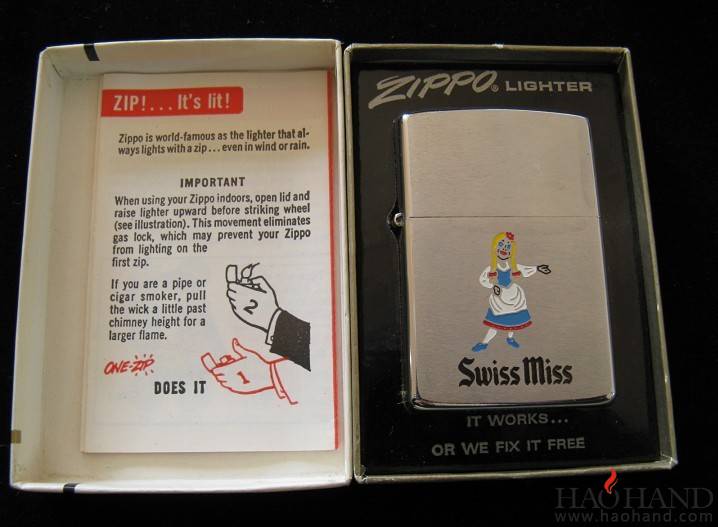 ZIP!... It's lit!
Zippo is world-famous as the lighter that al-
ways lights with a zip... even in wind or rain.
IMPORTANT
When using your Zippo indoors, open lid and
raise lighter upward before striking wheel
(see illustration). This movement eliminates
gas lock, which may prevent your Zippo
from lighting on the
first zip.
If you are a pipe or
cigar smoker, pull
the wick a little past
chimney height for a
larger flame.
2
1
ONE-ZIP
DOES IT
ZIPPO® LIGHTER
Swiss Miss
IT WORKS...
OR WE FIX IT FREE
HAOHAND
www.haohand.com